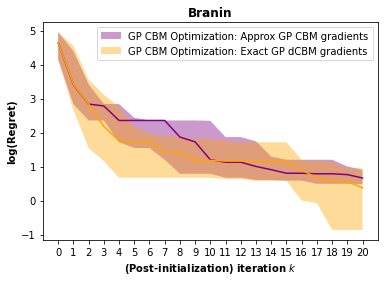 Branin
GP CBM Optimization: Approx GP CBM gradients
GP CBM Optimization: Exact GP dCBM gradients
log(Regret)
5
4
3
2
1
0
-1
0 1 2 3 4 5 6 7 8 9 10 11 12 13 14 15 16 17 18 19 20
(Post-initialization) iteration k